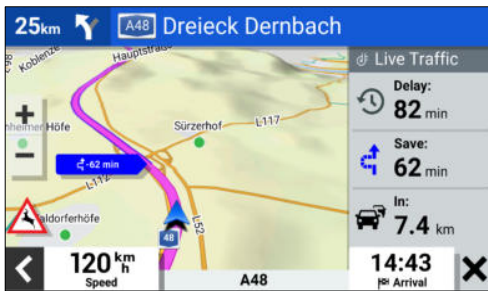 25km A48 Dreieck Dernbach
Live Traffic
Delay:
82 min
Save:
62 min
In:
7.4 km
Koblenz
Hauptstraße
L98
Höfe
Sürzerhof
L117
-62 min
L112
aldorferhöfe
48
L52
120 km/h
Speed
A48
14:43
Arrival